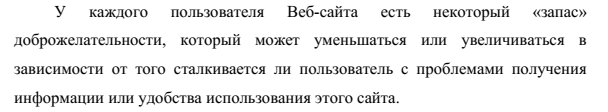 У каждого пользователя Веб-сайта есть некоторый «запас»
доброжелательности, который может уменьшаться или увеличиваться в
зависимости от того сталкивается ли пользователь с проблемами получения
информации или удобства использования этого сайта.